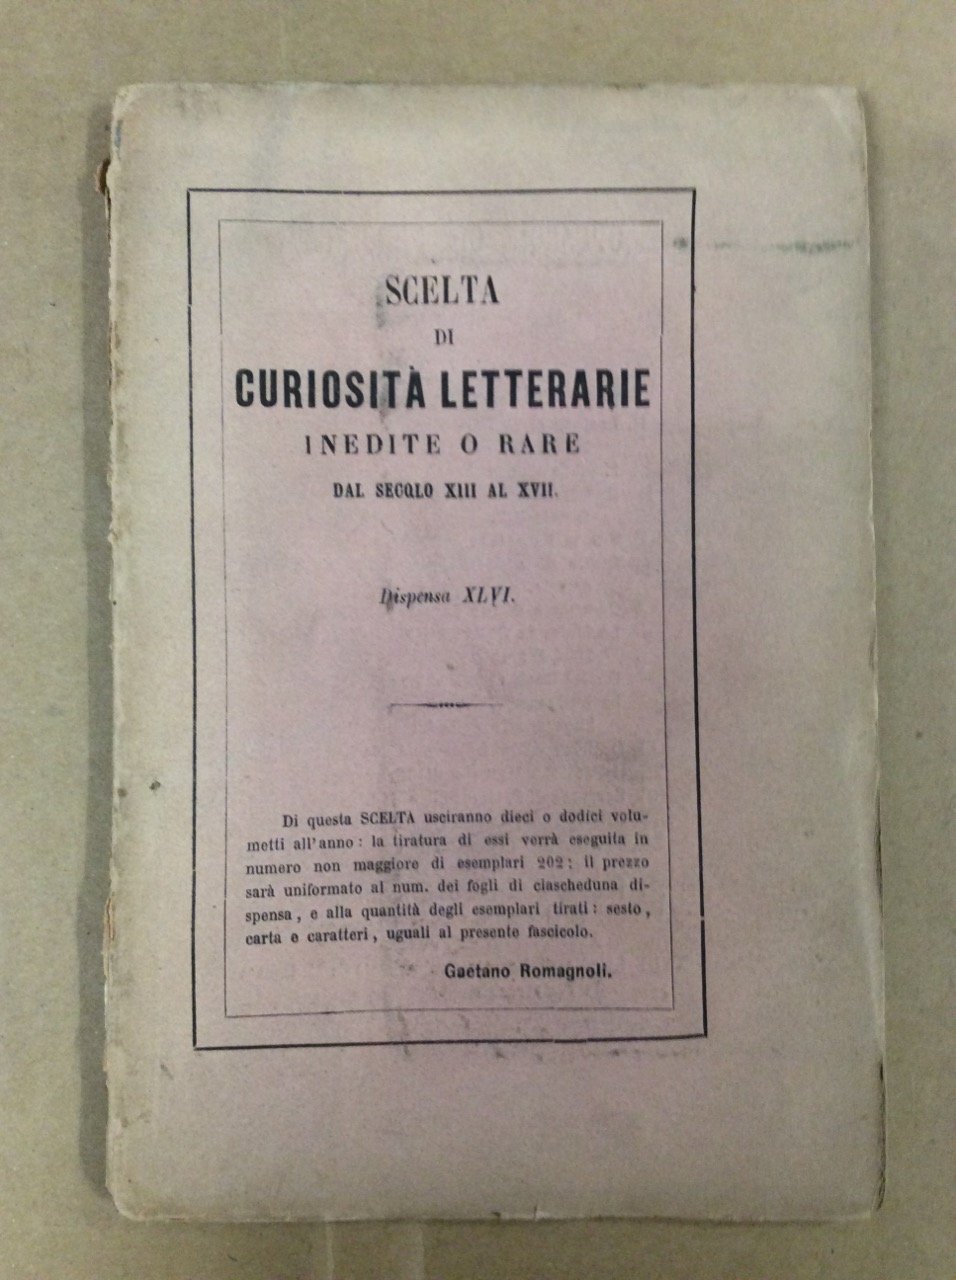 SCELTA
DI
CURIOSITÀ LETTERARIE
INEDITE O RARE
DAL SECOLO XIII AL XVII.
Dispensa XLVI.
Di questa SCELTA usciranno dieci o dodici volu-
metti all'anno: la tiratura di essi verrà eseguita in
numero non maggiore di esemplari 202: il prezzo
sarà uniformato al num. dei fogli di ciascheduna di-
spensa, e alla quantità degli esemplari tirati: sesto,
carta e caratteri, uguali al presente fascicolo.
Gaetano Romagnoli.